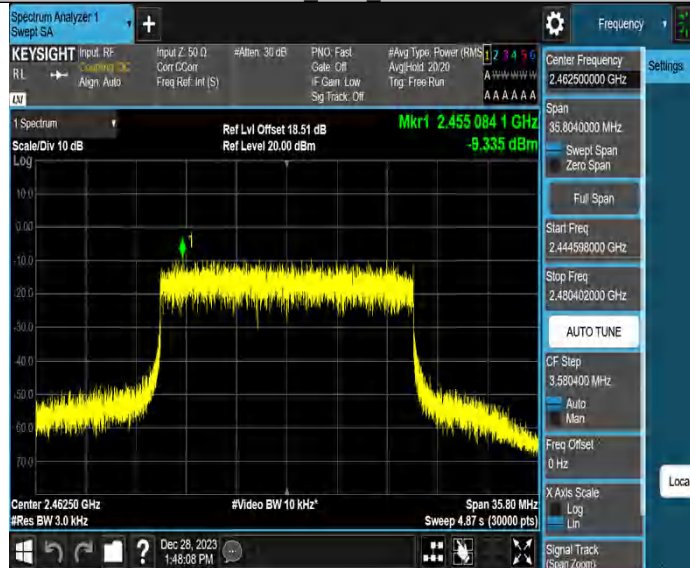 Spectrum Analyzer 1
Swept SA
+
Frequency
KEYSIGHT
RL
LXI
Input: RF
Coupling: DC
Align: Auto
Input Z: 50 Ω
Corr CCorr
Freq Ref: Int (S)
#Atten: 30 dB
PNO: Fast
Gate: Off
IF Gain: Low
Sig Track: Off
#Avg Type: Power (RMS
Avg|Hold: 20/20
Trig: Free Run
1 2 3 4 5 6
A W W W W W
A A A A A A
Center Frequency
2.462500000 GHz
Settings
Span
35.8040000 MHz
Swept Span
Zero Span
Full Span
Start Freq
2.444598000 GHz
Stop Freq
2.480402000 GHz
AUTO TUNE
CF Step
3.580400 MHz
Auto
Man
Freq Offset
0 Hz
X Axis Scale
Log
Lin
Signal Track
(Span Zoom)
Local
1 Spectrum
Scale/Div 10 dB
Log
Ref Lvl Offset 18.51 dB
Ref Level 20.00 dBm
Mkr1 2.455 084 1 GHz
-9.335 dBm
10.0
0.00
-10.0
-20.0
-30.0
-40.0
-50.0
-60.0
-70.0
1
Center 2.46250 GHz
#Res BW 3.0 kHz
#Video BW 10 kHz*
Span 35.80 MHz
Sweep 4.87 s (30000 pts)
?
Dec 28, 2023
1:48:08 PM